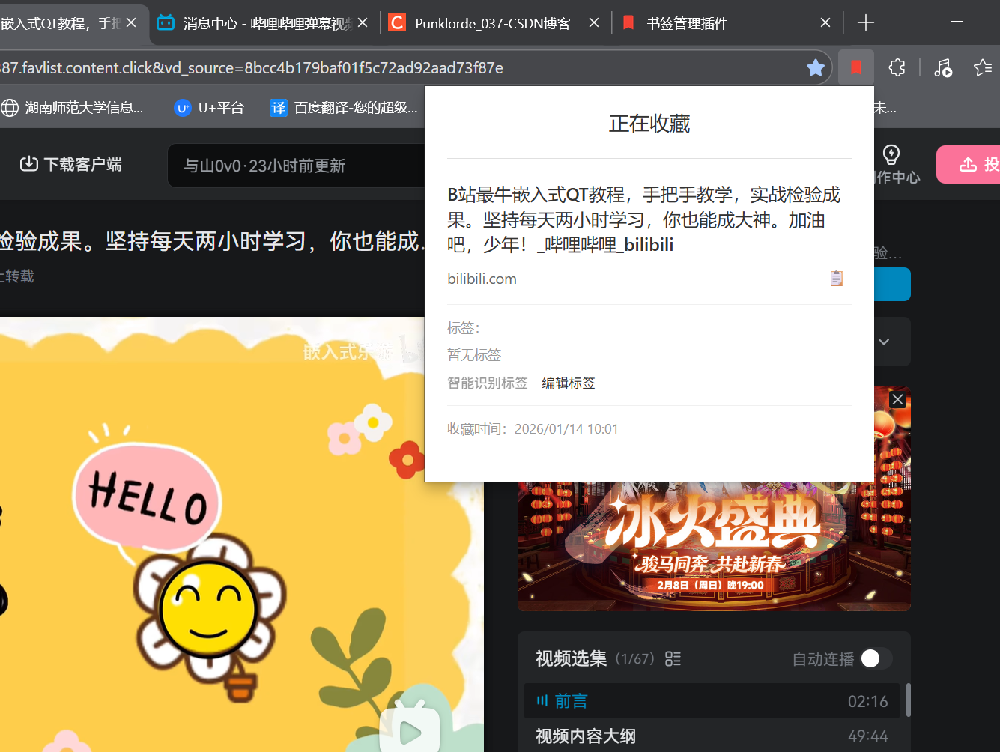 嵌入式QT教程，手把
消息中心 - 哔哩哔哩弹幕视频
Punklorde_037-CSDN博客
书签管理插件
87.favlist.content.click&vd_source=8bcc4b179baf01f5c72ad92aad73f87e
湖南师范大学信息...
U+平台
译
百度翻译-您的超级...
未...
下载客户端
与山0v0·23小时前更新
创作中心
投
正在收藏
B站最牛嵌入式QT教程，手把手教学，实战检验成
果。坚持每天两小时学习，你也能成大神。加油
吧，少年！_哔哩哔哩_bilibili
bilibili.com
标签：
暂无标签
智能识别标签 编辑标签
收藏时间：2026/01/14 10:01
检验成果。坚持每天两小时学习，你也能成...
验...
止转载
嵌入式乐游
HELLO
冰火盛典
骏马同奔 共赴新春
2月8日（周日）晚19:00
视频选集 (1/67)
自动连播
前言 02:16
视频内容大纲 49:44